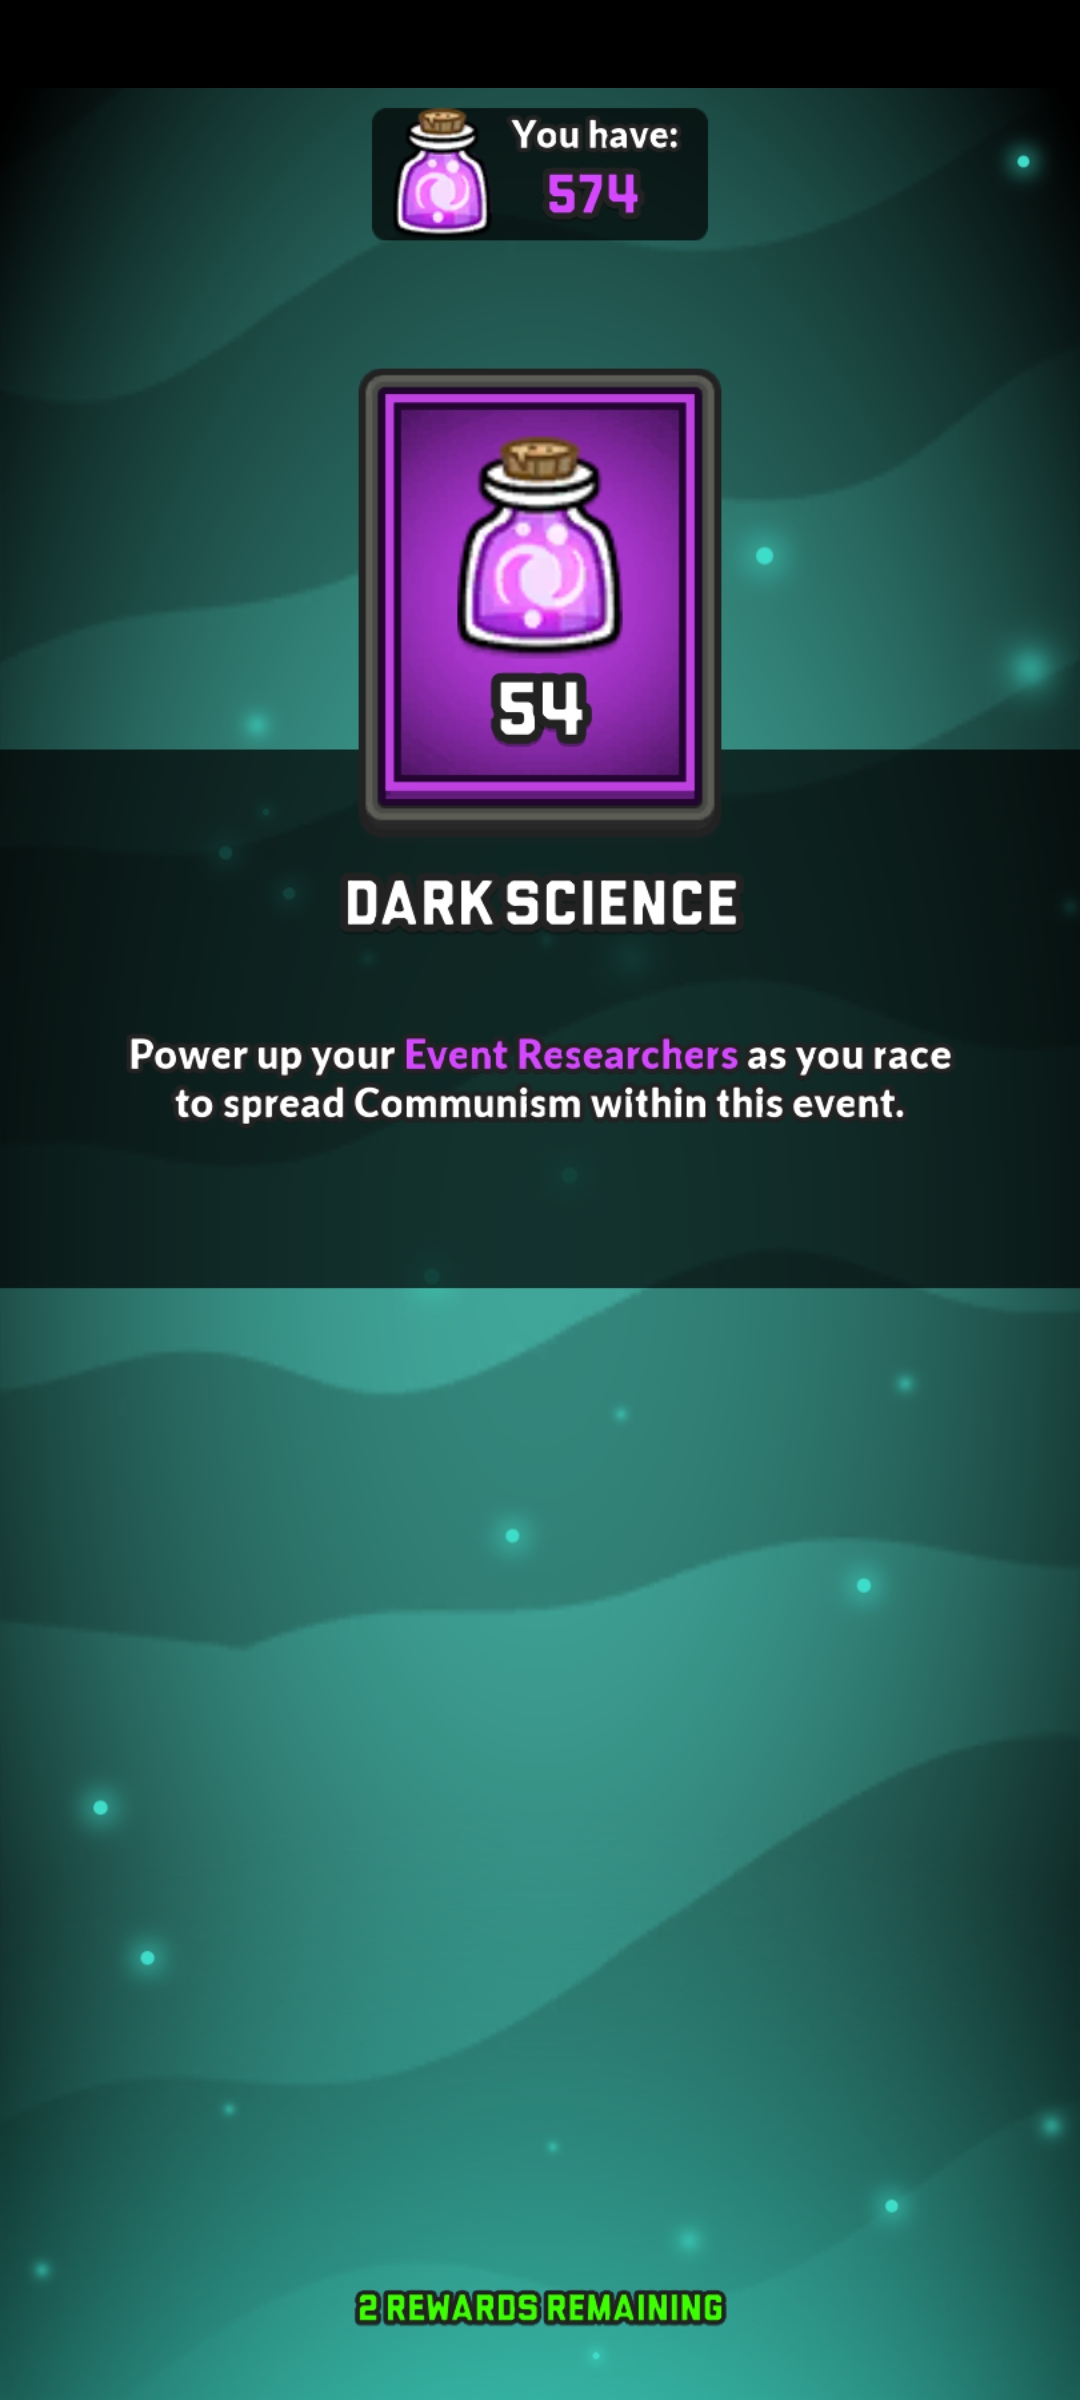 You have:
574
54
DARK SCIENCE
Power up your Event Researchers as you race
to spread Communism within this event.
2 REWARDS REMAINING